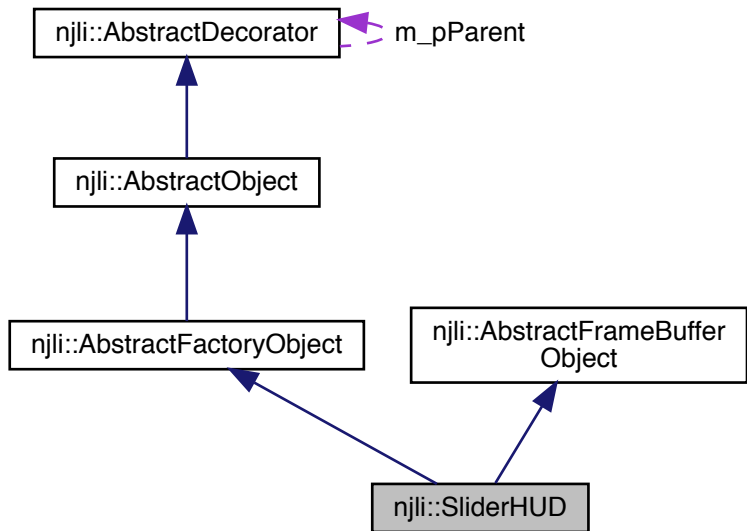 njli::AbstractDecorator
m_pParent
njli::AbstractObject
njli::AbstractFactoryObject
njli::AbstractFrameBuffer
Object
njli::SliderHUD